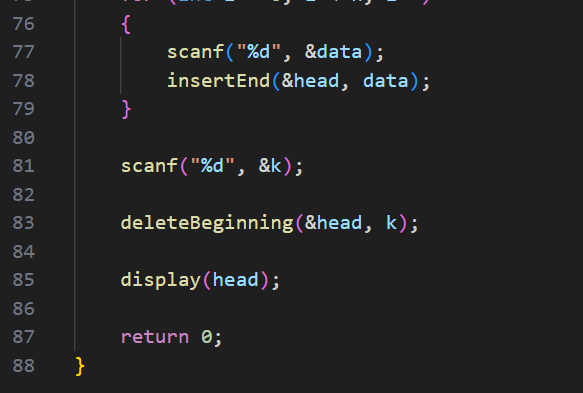 76 {
77 scanf("%d", &data);
78 insertEnd(&head, data);
79 }
80
81 scanf("%d", &k);
82
83 deleteBeginning(&head, k);
84
85 display(head);
86
87 return 0;
88 }